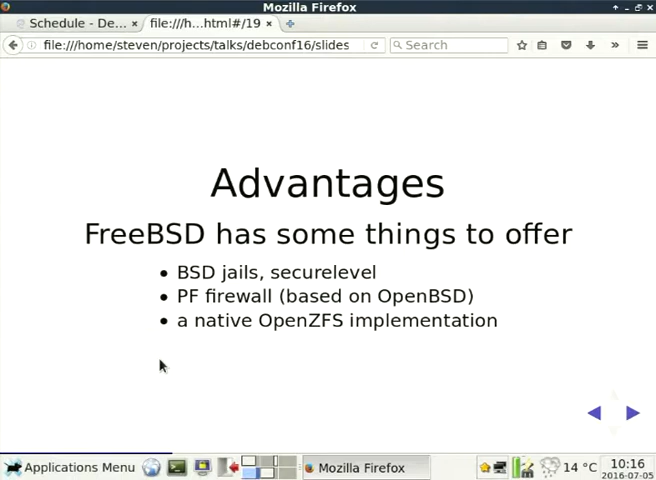 Mozilla Firefox
Schedule - De... × file:///h...html#/19 ×
file:///home/steven/projects/talks/debconf16/slides Search
Advantages
FreeBSD has some things to offer
• BSD jails, securelevel
• PF firewall (based on OpenBSD)
• a native OpenZFS implementation
Applications Menu Mozilla Firefox 14 °C 10:16
2016-07-05